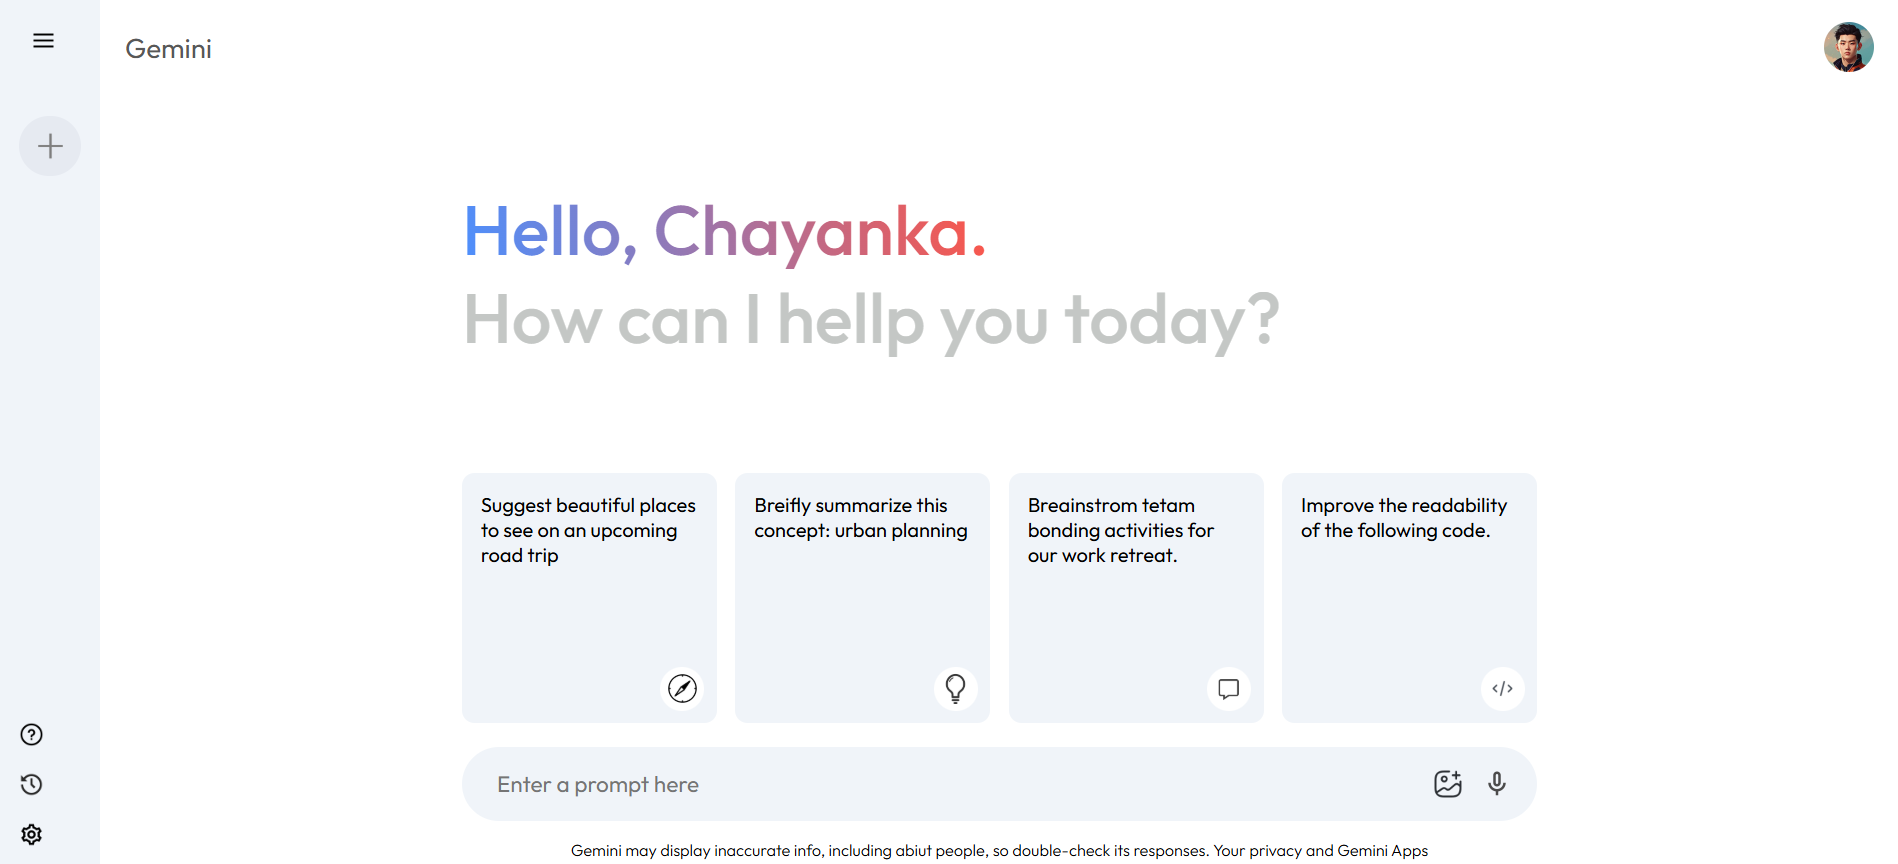 Gemini
Hello, Chayanka.
How can I hellp you today?
Suggest beautiful places
to see on an upcoming
road trip
Breifly summarize this
concept: urban planning
Breainstrom tetam
bonding activities for
our work retreat.
Improve the readability
of the following code.
Enter a prompt here
Gemini may display inaccurate info, including abiut people, so double-check its responses. Your privacy and Gemini Apps